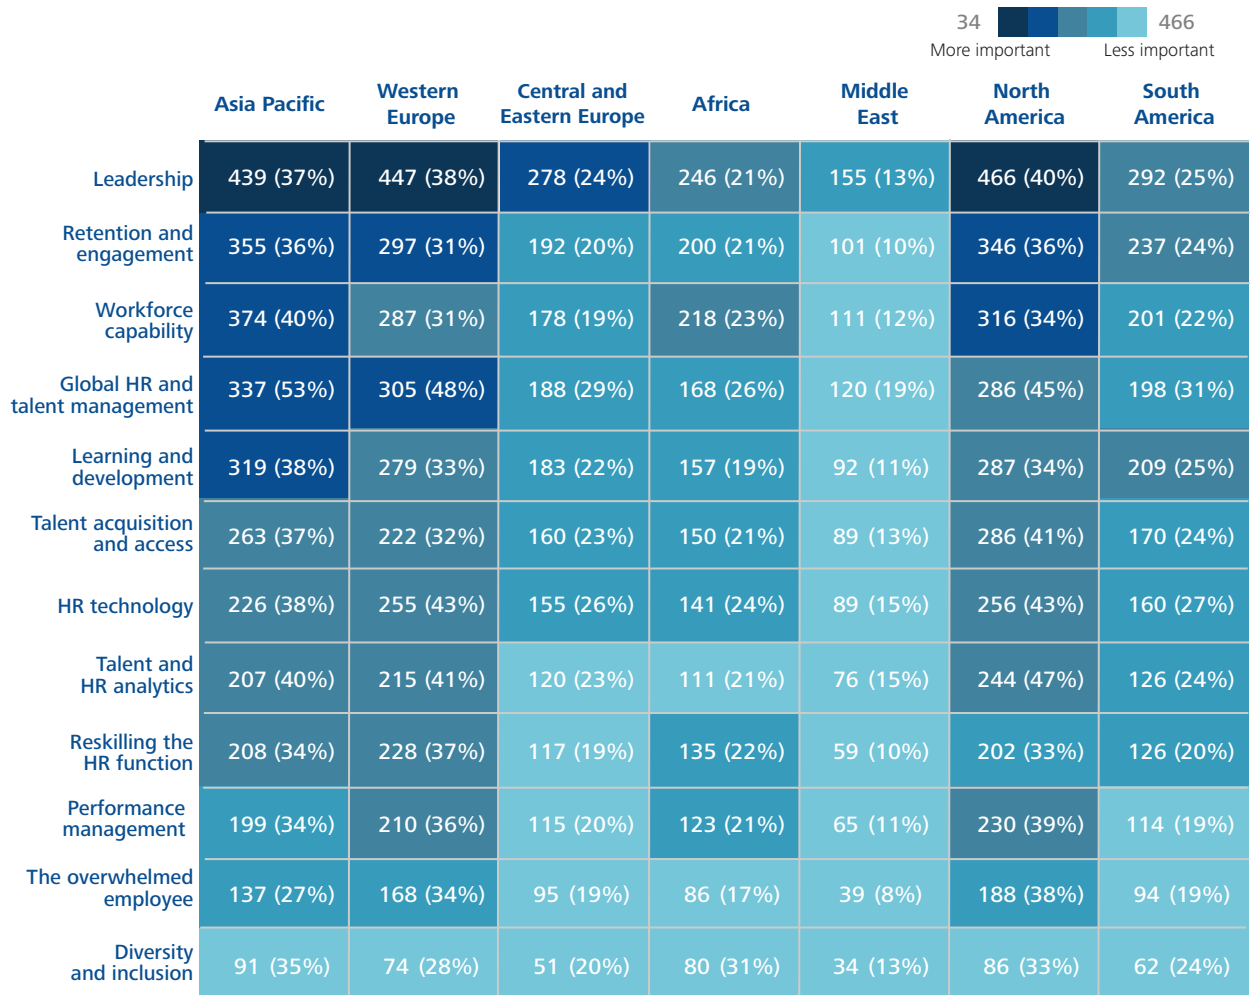 34 466
More important Less important
Asia Pacific Western Europe Central and Eastern Europe Africa Middle East North America South America
Leadership 439 (37%) 447 (38%) 278 (24%) 246 (21%) 155 (13%) 466 (40%) 292 (25%)
Retention and engagement 355 (36%) 297 (31%) 192 (20%) 200 (21%) 101 (10%) 346 (36%) 237 (24%)
Workforce capability 374 (40%) 287 (31%) 178 (19%) 218 (23%) 111 (12%) 316 (34%) 201 (22%)
Global HR and talent management 337 (53%) 305 (48%) 188 (29%) 168 (26%) 120 (19%) 286 (45%) 198 (31%)
Learning and development 319 (38%) 279 (33%) 183 (22%) 157 (19%) 92 (11%) 287 (34%) 209 (25%)
Talent acquisition and access 263 (37%) 222 (32%) 160 (23%) 150 (21%) 89 (13%) 286 (41%) 170 (24%)
HR technology 226 (38%) 255 (43%) 155 (26%) 141 (24%) 89 (15%) 256 (43%) 160 (27%)
Talent and HR analytics 207 (40%) 215 (41%) 120 (23%) 111 (21%) 76 (15%) 244 (47%) 126 (24%)
Reskilling the HR function 208 (34%) 228 (37%) 117 (19%) 135 (22%) 59 (10%) 202 (33%) 126 (20%)
Performance management 199 (34%) 210 (36%) 115 (20%) 123 (21%) 65 (11%) 230 (39%) 114 (19%)
The overwhelmed employee 137 (27%) 168 (34%) 95 (19%) 86 (17%) 39 (8%) 188 (38%) 94 (19%)
Diversity and inclusion 91 (35%) 74 (28%) 51 (20%) 80 (31%) 34 (13%) 86 (33%) 62 (24%)